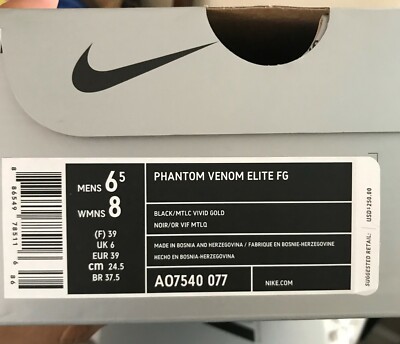 MENS 6.5
WMNS 8
(F) 39
UK 6
EUR 39
cm 24.5
BR 37.5
PHANTOM VENOM ELITE FG
BLACK/MTLC VIVID GOLD
NOIR/OR VIF MTLQ
MADE IN BOSNIA AND HERZEGOVINA / FABRIQUE EN BOSNIE-HERZEGOVINE
HECHO EN BOSNIA-HERZEGOVINA
AO7540 077
NIKE.COM
SUGGESTED RETAIL: USD$250.00